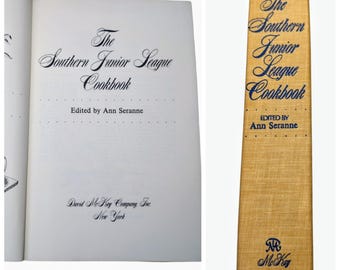 The
Southern Junior League
Cookbook
Edited by Ann Seranne
David McKay Company Inc.
New York
The
Southern
Junior
League
Cookbook
EDITED BY
Ann Seranne
McKay